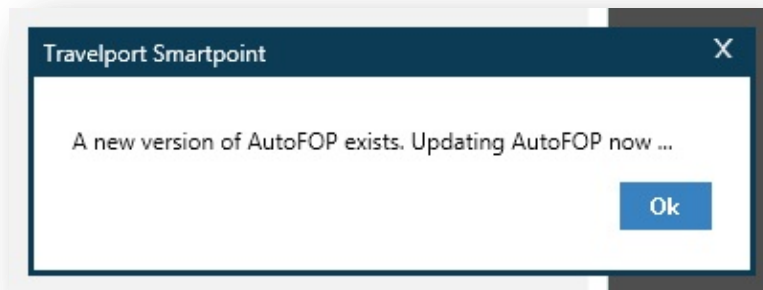 Travelport Smartpoint X
A new version of AutoFOP exists. Updating AutoFOP now ...
Ok